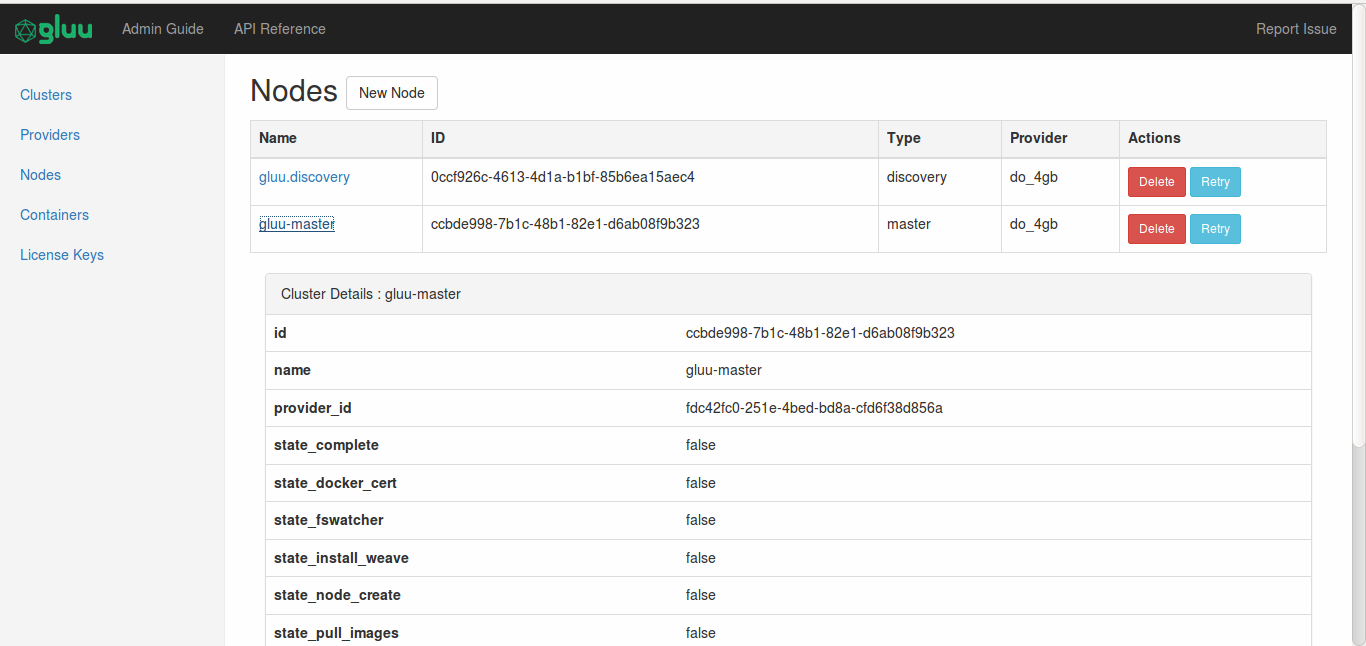 gluu Admin Guide API Reference Report Issue
Clusters
Providers
Nodes
Containers
License Keys
Nodes New Node
Name ID Type Provider Actions
gluu.discovery 0ccf926c-4613-4d1a-b1bf-85b6ea15aec4 discovery do_4gb Delete Retry
gluu-master ccbde998-7b1c-48b1-82e1-d6ab08f9b323 master do_4gb Delete Retry
Cluster Details : gluu-master
id ccbde998-7b1c-48b1-82e1-d6ab08f9b323
name gluu-master
provider_id fdc42fc0-251e-4bed-bd8a-cfd6f38d856a
state_complete false
state_docker_cert false
state_fswatcher false
state_install_weave false
state_node_create false
state_pull_images false